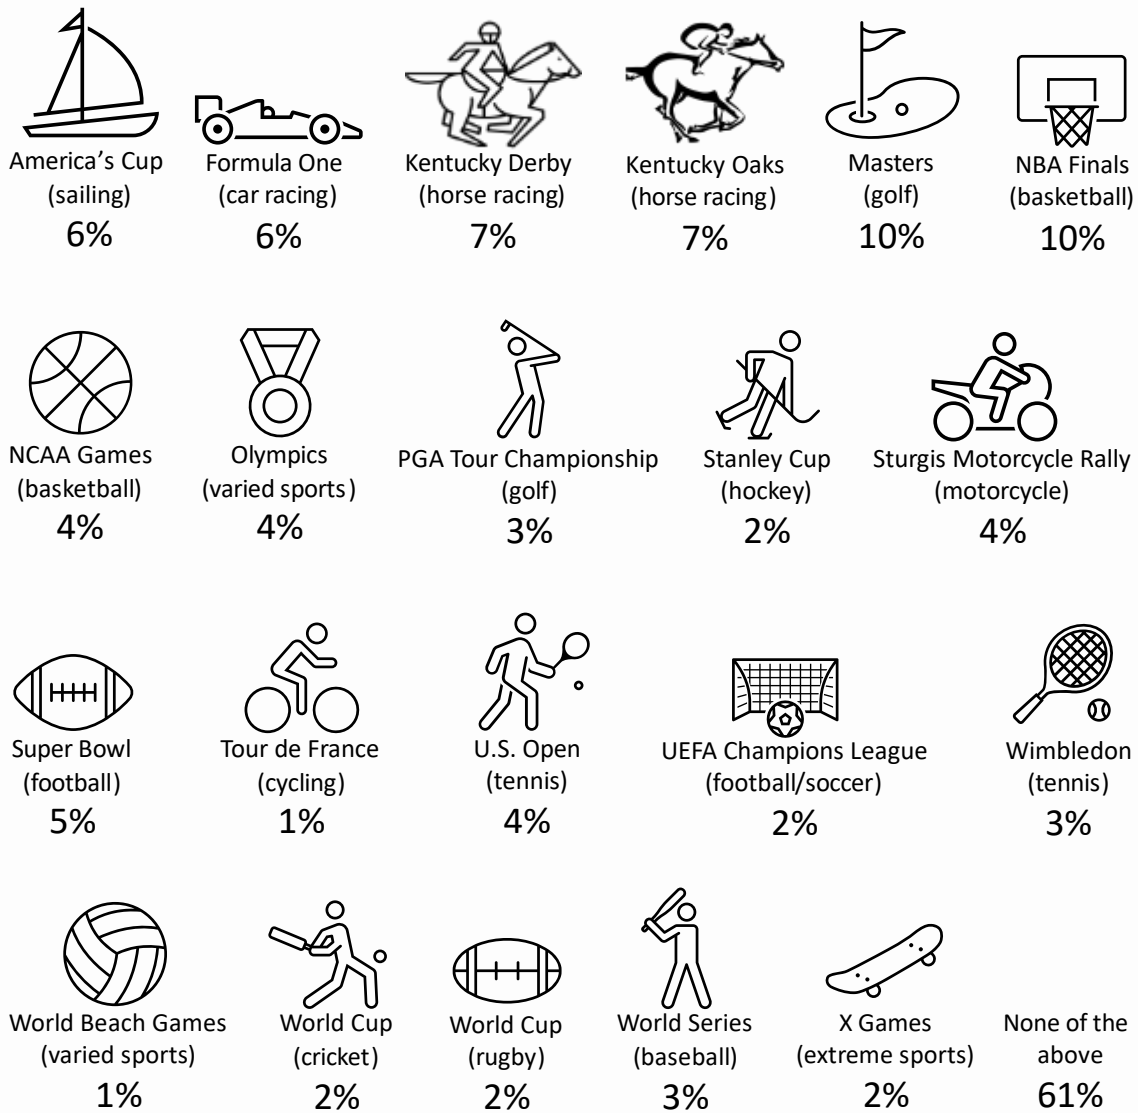 America's Cup
(sailing)
6%
Formula One
(car racing)
6%
Kentucky Derby
(horse racing)
7%
Kentucky Oaks
(horse racing)
7%
Masters
(golf)
10%
NBA Finals
(basketball)
10%
NCAA Games
(basketball)
4%
Olympics
(varied sports)
4%
PGA Tour Championship
(golf)
3%
Stanley Cup
(hockey)
2%
Sturgis Motorcycle Rally
(motorcycle)
4%
Super Bowl
(football)
5%
Tour de France
(cycling)
1%
U.S. Open
(tennis)
4%
UEFA Champions League
(football/soccer)
2%
Wimbledon
(tennis)
3%
World Beach Games
(varied sports)
1%
World Cup
(cricket)
2%
World Cup
(rugby)
2%
World Series
(baseball)
3%
X Games
(extreme sports)
2%
None of the
above
61%